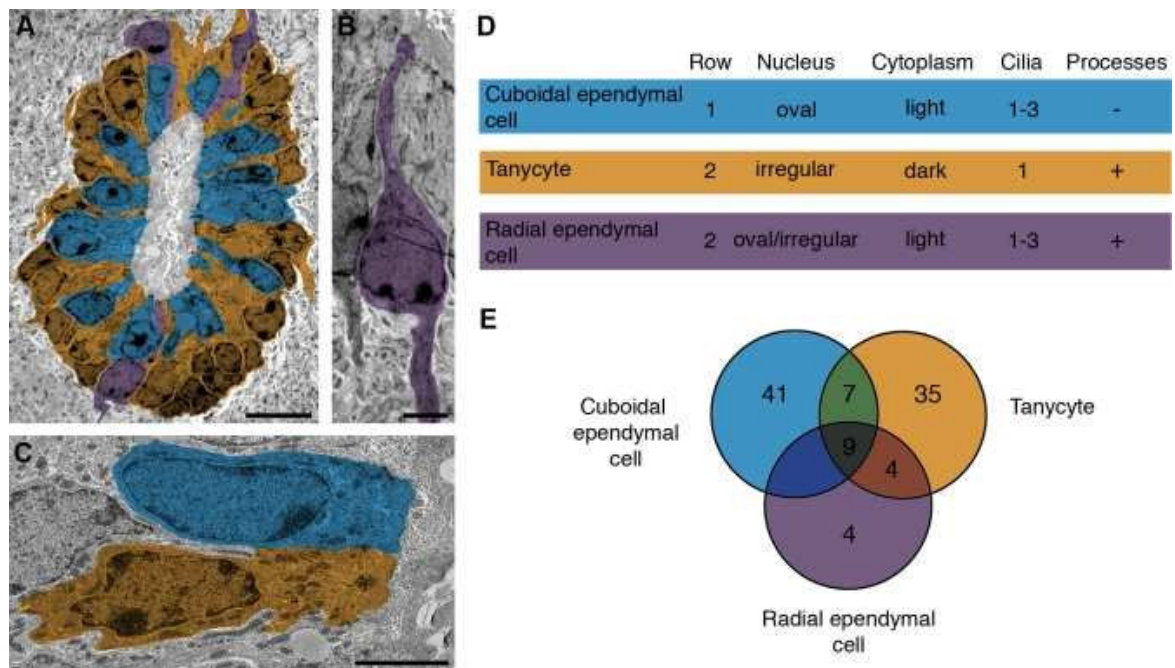 A
B
D
Row Nucleus Cytoplasm Cilia Processes
Cuboidal ependymal
cell
1 oval light 1-3 -
Tanycyte 2 irregular dark 1 +
Radial ependymal
cell
2 oval/irregular light 1-3 +
C
E
41 7 35
Cuboidal
ependymal
cell
Tanycyte
9
4
4
Radial ependymal
cell